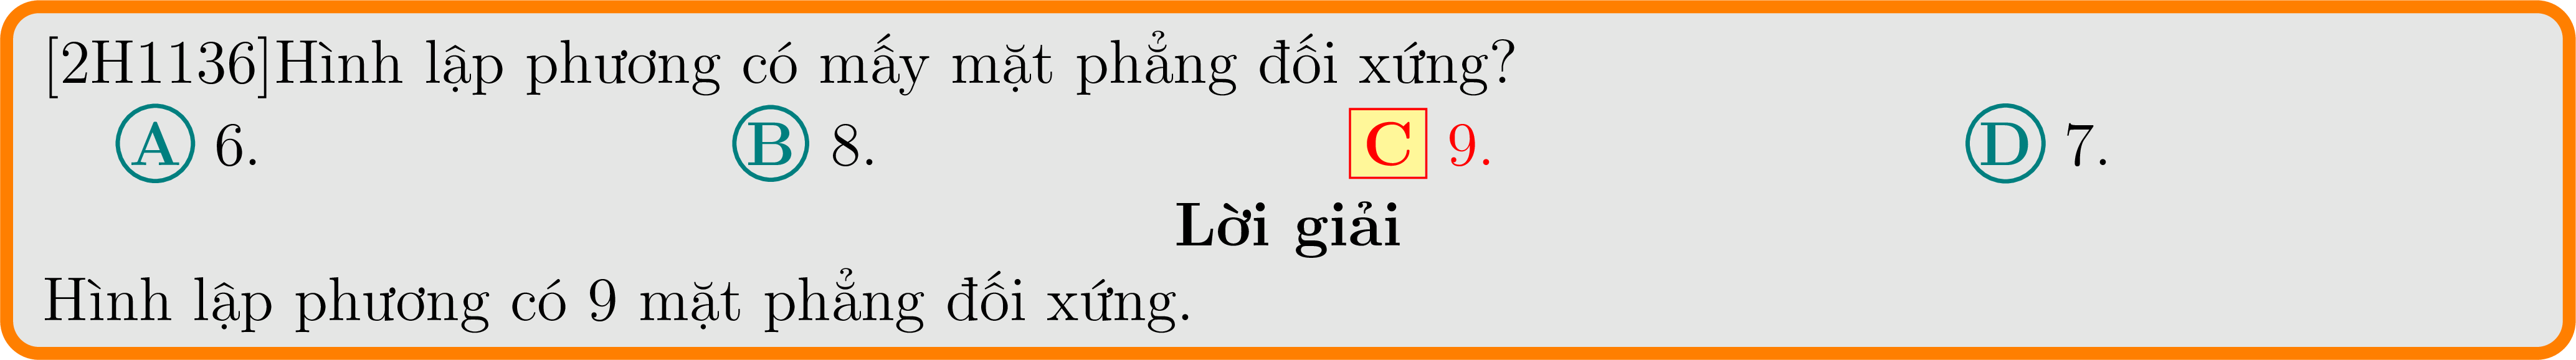 [2H1136]Hình lập phương có mấy mặt phẳng đối xứng?
A 6. B 8. C 9. D 7.
Lời giải
Hình lập phương có 9 mặt phẳng đối xứng.